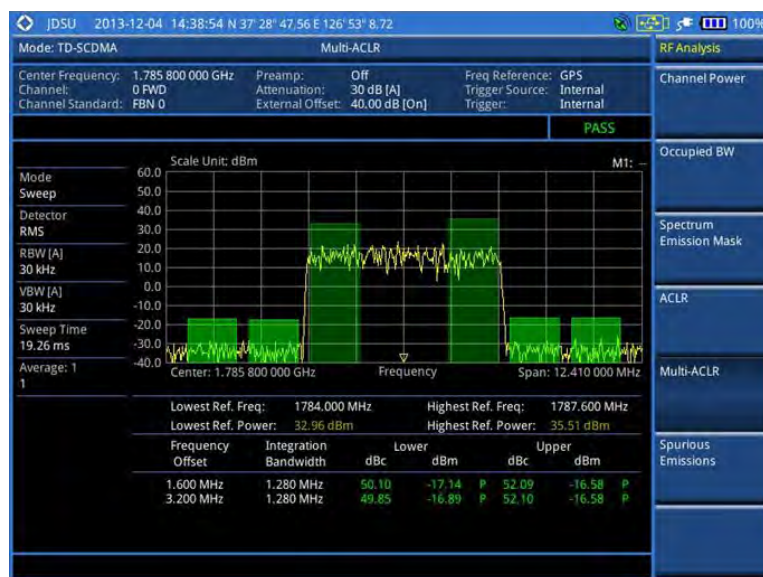 JDSU 2013-12-04 14:38:54 N 37° 28" 47.56 E 126° 53" 8.72 100%
Mode: TD-SCDMA Multi-ACLR RF Analysis
Center Frequency: 1.785 800 000 GHz Preamp: Off Freq Reference: GPS
Channel: 0 FWD Attenuation: 30 dB [A] Trigger Source: Internal
Channel Standard: FBN 0 External Offset: 40.00 dB [On] Trigger: Internal
Channel Power
PASS
Occupied BW
Scale Unit: dBm M1: --
Mode
Sweep
Detector
RMS
RBW [A]
30 kHz
VBW [A]
30 kHz
Sweep Time
19.26 ms
Average: 1
1
60.0
50.0
40.0
30.0
20.0
10.0
-0.0
-10.0
-20.0
-30.0
-40.0
Center: 1.785 800 000 GHz Frequency Span: 12.410 000 MHz
Spectrum
Emission Mask
ACLR
Multi-ACLR
Lowest Ref. Freq: 1784.000 MHz Highest Ref. Freq: 1787.600 MHz
Lowest Ref. Power: 32.96 dBm Highest Ref. Power: 35.51 dBm
Frequency Integration Lower Upper
Offset Bandwidth dBc dBm dBc dBm
1.600 MHz 1.280 MHz 50.10 -17.14 P 52.09 -16.58 P
3.200 MHz 1.280 MHz 49.85 -16.89 P 52.10 -16.58 P
Spurious
Emissions